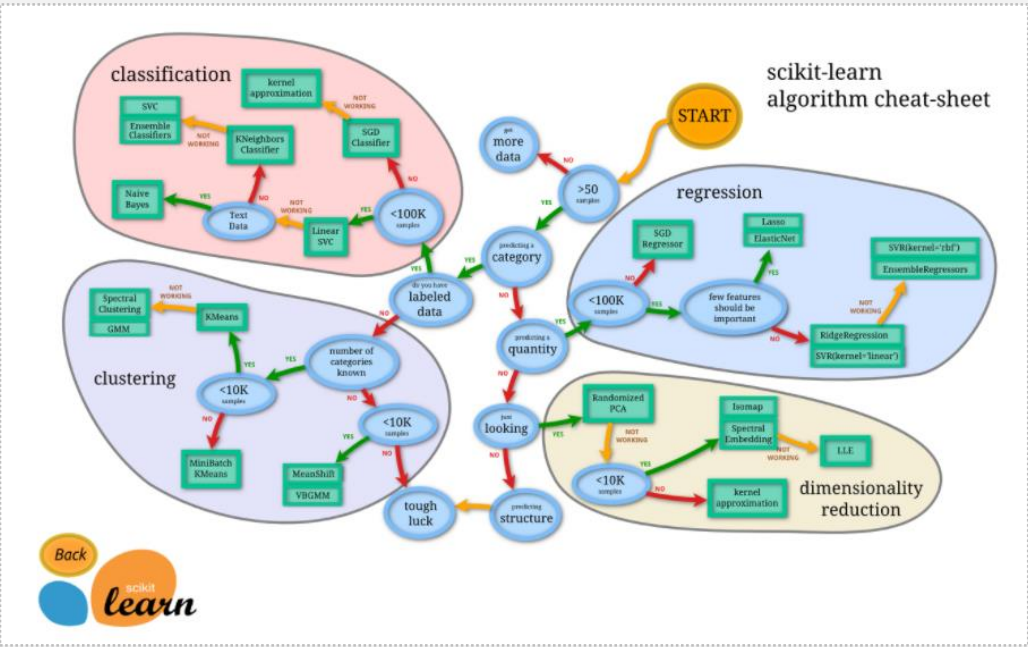 scikit-learn
algorithm cheat-sheet
START
classification
kernel
approximation
NOT
WORKING
SVC
Ensemble
Classifiers
NOT
WORKING
KNeighbors
Classifier
SGD
Classifier
NO
Naive
Bayes
YES
Text
Data
NO
NOT
WORKING
Linear
SVC
YES
<100K
samples
YES
get
more
data
NO
>50
samples
YES
predicting a
category
YES
NO
do you have
labeled
data
NO
predicting a
quantity
YES
NO
just
looking
YES
NO
predicting
structure
tough
luck
regression
SGD
Regressor
NO
<100K
samples
YES
few features
should be
important
YES
Lasso
ElasticNet
NO
RidgeRegression
SVR(kernel='linear')
NOT
WORKING
SVR(kernel='rbf')
EnsembleRegressors
clustering
Spectral
Clustering
GMM
NOT
WORKING
KMeans
YES
<10K
samples
YES
number of
categories
known
NO
NO
MiniBatch
KMeans
<10K
samples
YES
NO
MeanShift
VBGMM
dimensionality
reduction
Randomized
PCA
NOT
WORKING
<10K
samples
YES
NO
Isomap
Spectral
Embedding
NOT
WORKING
LLE
kernel
approximation
Back
scikit
learn